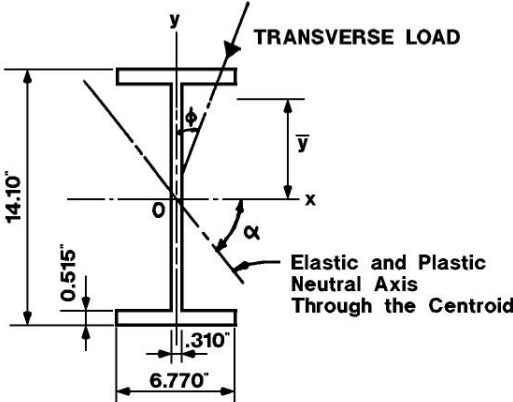 y
TRANSVERSE LOAD
ϕ
ȳ
14.10"
x
O
α
0.515"
Elastic and Plastic
Neutral Axis
Through the Centroid
.310"
6.770"